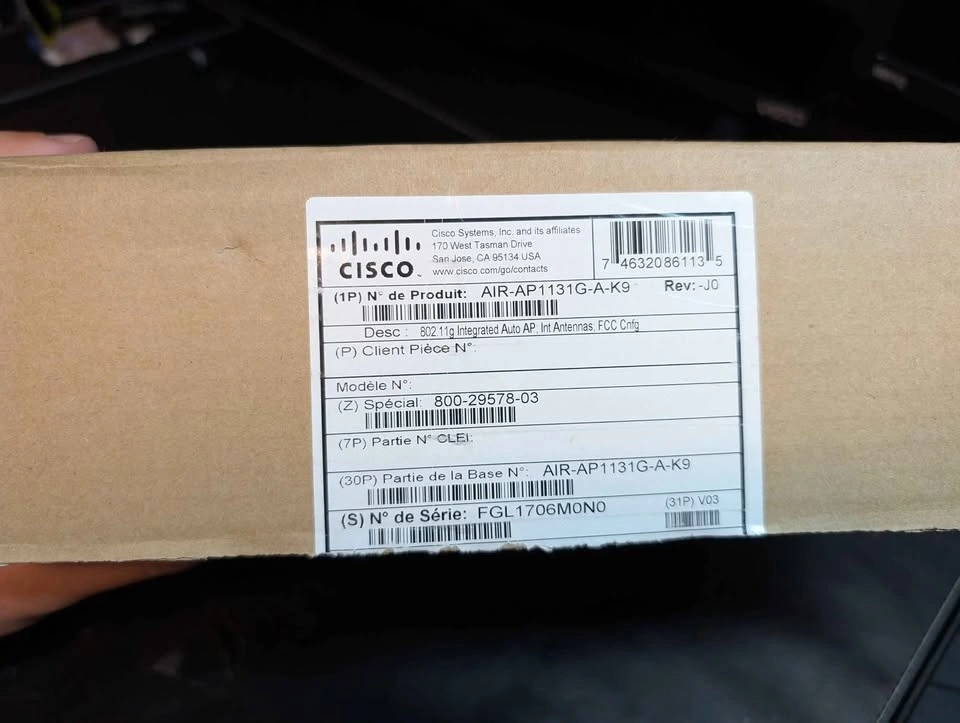 CISCO™
Cisco Systems, Inc. and its affiliates
170 West Tasman Drive
San Jose, CA 95134 USA
www.cisco.com/go/contacts
7 4632086113 5
(1P) N° de Produit: AIR-AP1131G-A-K9 Rev: -J0
Desc : 802.11g Integrated Auto AP, Int Antennas, FCC Cnfg
(P) Client Pièce N°:
Modèle N°:
(Z) Spécial: 800-29578-03
(7P) Partie N° CLEI:
(30P) Partie de la Base N°: AIR-AP1131G-A-K9
(S) N° de Série: FGL1706M0N0 (31P) V03